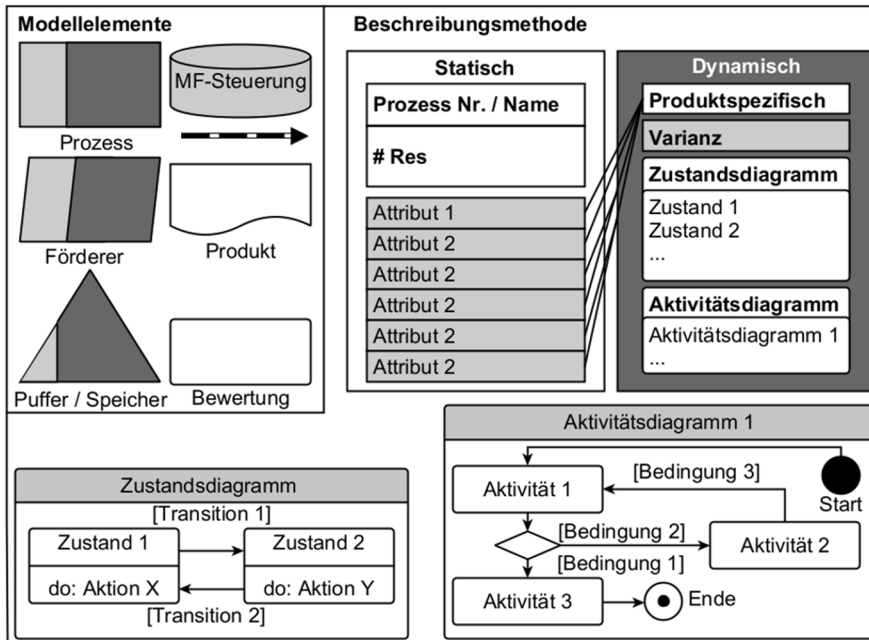 Modellelemente
MF-Steuerung
Prozess
Förderer
Produkt
Puffer / Speicher
Bewertung
Beschreibungsmethode
Statisch
Prozess Nr. / Name
# Res
Attribut 1
Attribut 2
Attribut 2
Attribut 2
Attribut 2
Attribut 2
Dynamisch
Produktspezifisch
Varianz
Zustandsdiagramm
Zustand 1
Zustand 2
...
Aktivitätsdiagramm
Aktivitätsdiagramm 1
...
Zustandsdiagramm
[Transition 1]
Zustand 1
Zustand 2
do: Aktion X
do: Aktion Y
[Transition 2]
Aktivitätsdiagramm 1
[Bedingung 3]
Aktivität 1
Start
[Bedingung 2]
Aktivität 2
[Bedingung 1]
Aktivität 3
Ende